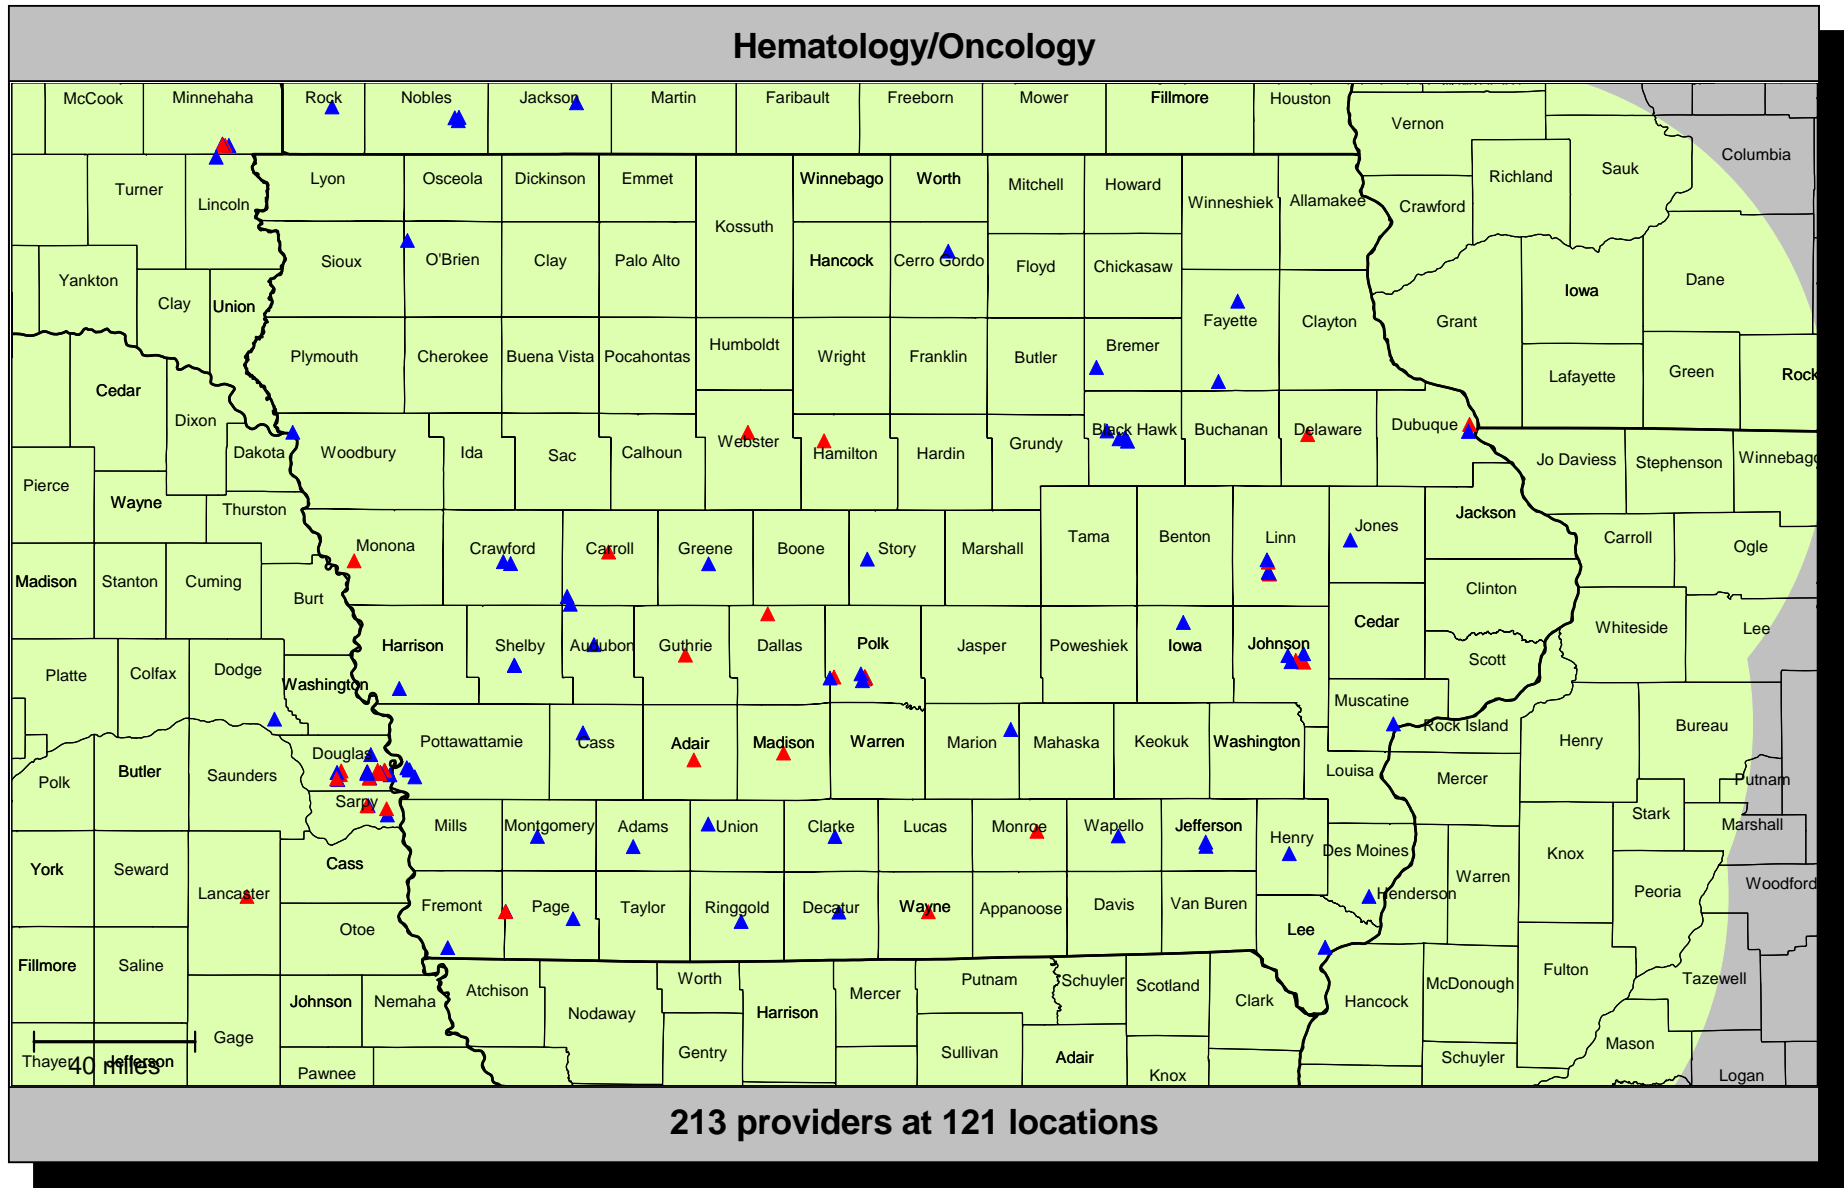 Hematology/Oncology
McCook Minnehaha Rock Nobles Jackson Martin Faribault Freeborn Mower Fillmore Houston
Vernon
Columbia
Sauk
Richland
Turner Lyon Osceola Dickinson Emmet Winnebago Worth Mitchell Howard
Lincoln Winneshiek Allamakee Crawford
Kossuth
Yankton Sioux O'Brien Clay Palo Alto Hancock Cerro Gordo Floyd Chickasaw Dane
Iowa
Clay Union
Fayette Clayton Grant
Plymouth Cherokee Buena Vista Pocahontas Humboldt Wright Franklin Butler Bremer
Lafayette Green Rock
Cedar
Dixon
Webster Black Hawk Buchanan Delaware Dubuque
Dakota Woodbury Ida Sac Calhoun Hamilton Hardin Grundy
Jo Daviess Stephenson Winnebago
Pierce
Wayne Thurston
Jackson
Monona Crawford Carroll Greene Boone Story Marshall Tama Benton Linn Jones Carroll Ogle
Madison Stanton Cuming
Burt Clinton
Cedar Whiteside Lee
Harrison Shelby Audubon Guthrie Dallas Polk Jasper Poweshiek Iowa Johnson
Scott
Platte Colfax Dodge
Washington
Muscatine
Rock Island Bureau
Pottawattamie Cass Adair Madison Warren Marion Mahaska Keokuk Washington Henry
Douglas
Polk Butler Saunders Louisa Mercer Putnam
Sarpy
Mills Montgomery Adams Union Clarke Lucas Monroe Wapello Jefferson Henry Stark Marshall
Des Moines Knox
York Seward Cass
Lancaster Henderson Warren Peoria Woodford
Fremont Page Taylor Ringgold Decatur Wayne Appanoose Davis Van Buren
Otoe Lee
Fillmore Saline
Fulton
Worth Putnam Schuyler Scotland McDonough Tazewell
Johnson Nemaha Atchison Mercer Clark Hancock
Nodaway Harrison
Gage
Gentry Sullivan Adair Schuyler Mason
Thayer Jefferson
40 miles
Pawnee Knox Logan
213 providers at 121 locations